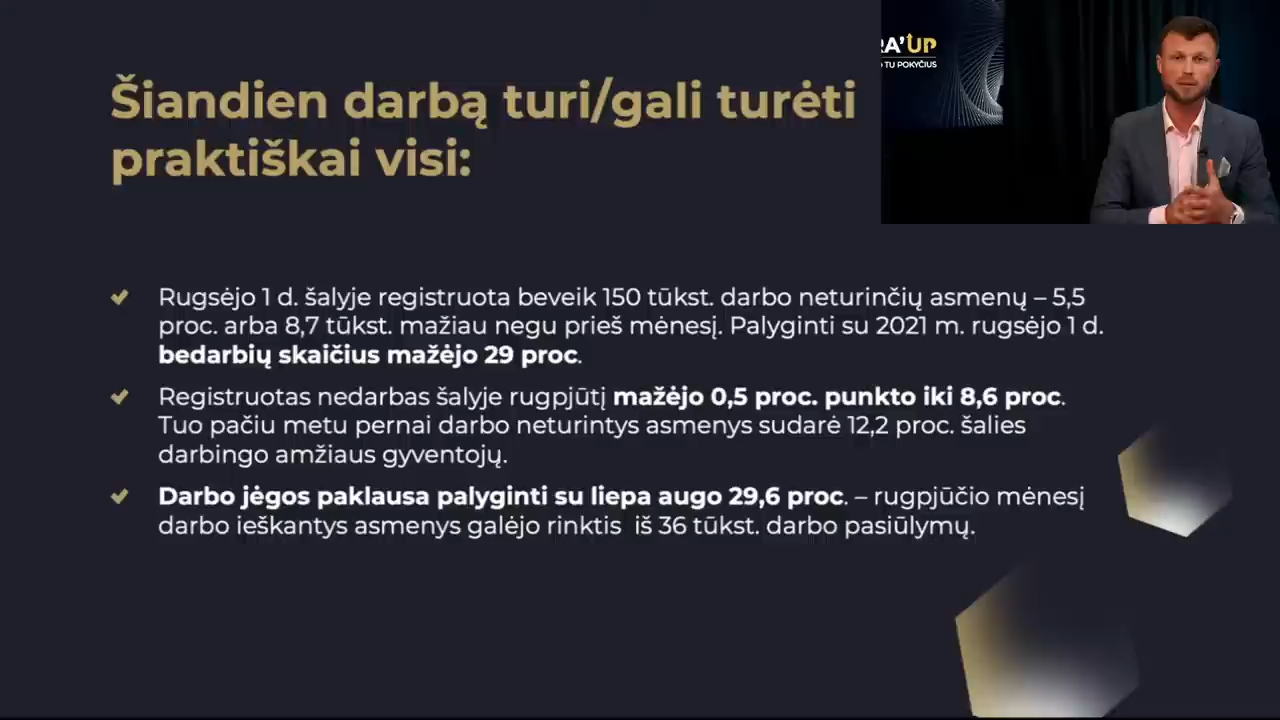 Šiandien darbą turi/gali turėti
praktiškai visi:
RA'UP
TU POKYČIUS
Rugsėjo 1 d. šalyje registruota beveik 150 tūkst. darbo neturinčių asmenų – 5,5
proc. arba 8,7 tūkst. mažiau negu prieš mėnesį. Palyginti su 2021 m. rugsėjo 1 d.
bedarbių skaičius mažėjo 29 proc.
Registruotas nedarbas šalyje rugpjūtį mažėjo 0,5 proc. punkto iki 8,6 proc.
Tuo pačiu metu pernai darbo neturintys asmenys sudarė 12,2 proc. šalies
darbingo amžiaus gyventojų.
Darbo jėgos paklausa palyginti su liepa augo 29,6 proc. – rugpjūčio mėnesį
darbo ieškantys asmenys galėjo rinktis iš 36 tūkst. darbo pasiūlymų.